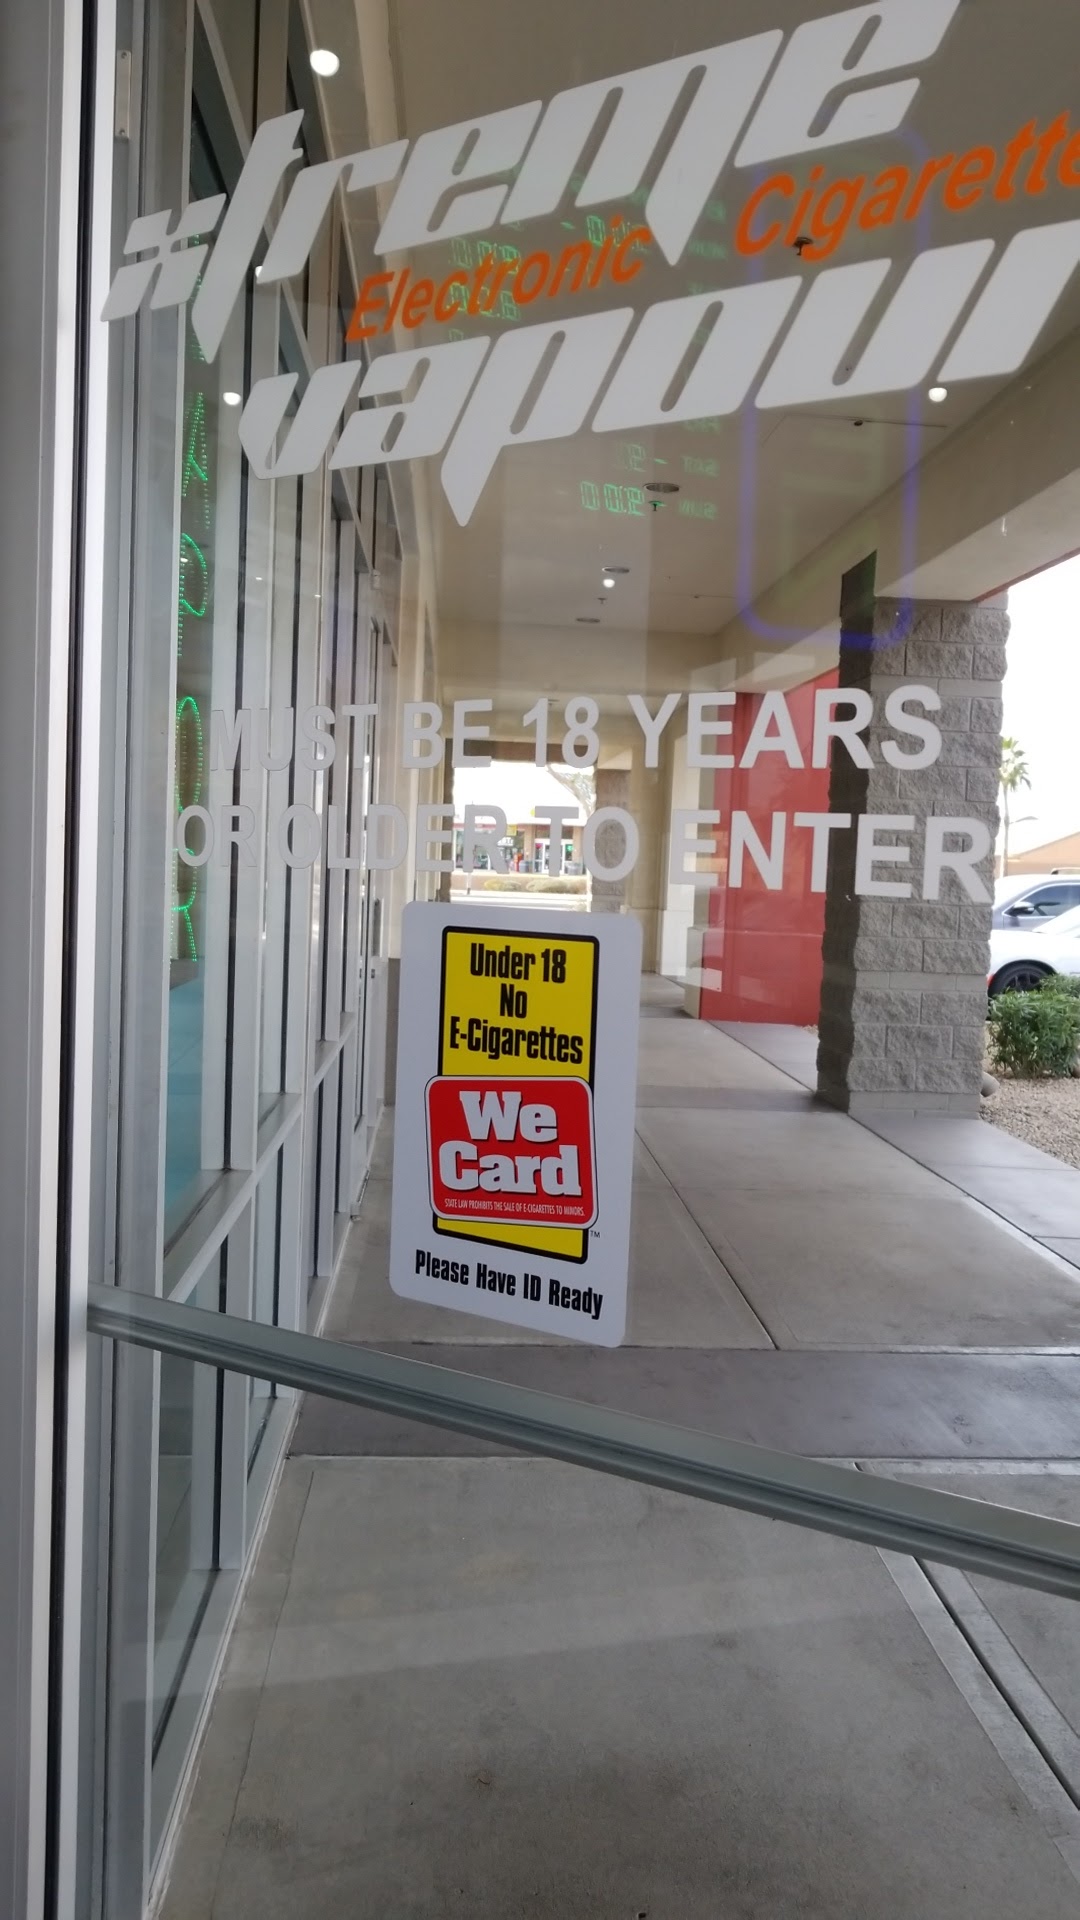 xtreme
Electronic Cigarette
vapour
MUST BE 18 YEARS
OR OLDER TO ENTER
Under 18
No
E-Cigarettes
We
Card
STATE LAW PROHIBITS THE SALE OF E-CIGARETTES TO MINORS.
TM
Please Have ID Ready